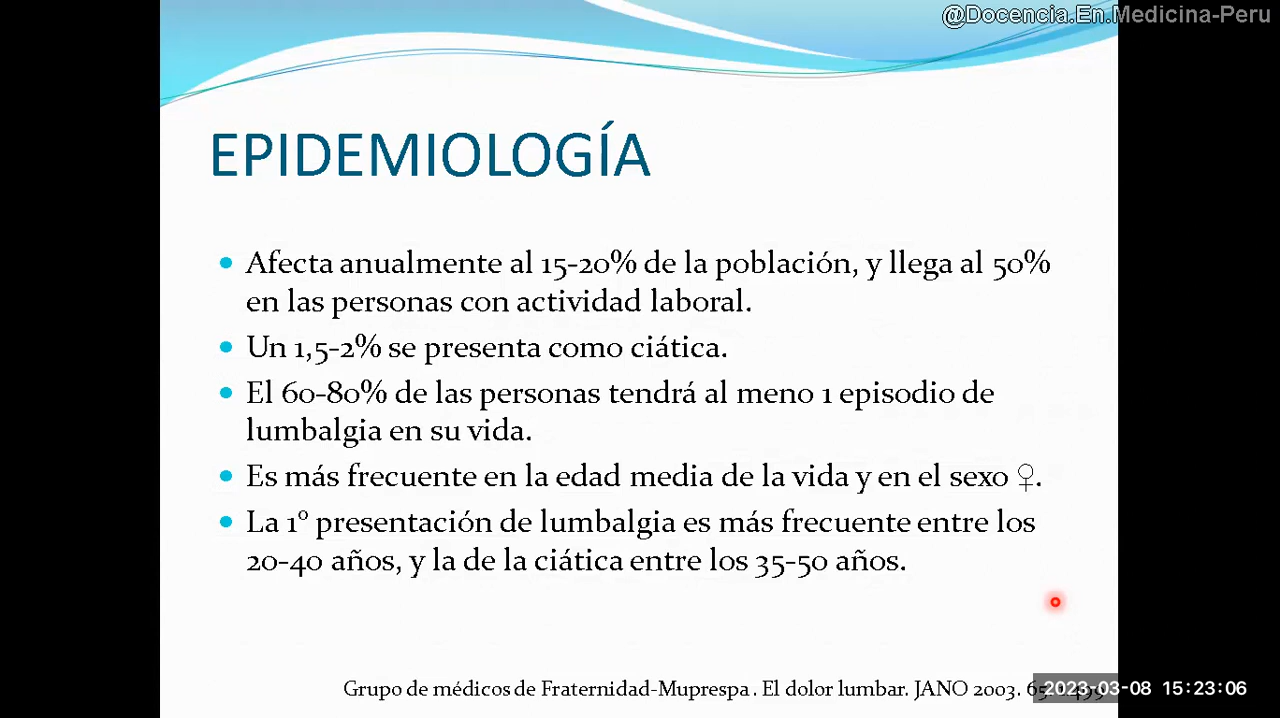 @Docencia.En.Medicina-Peru
EPIDEMIOLOGÍA
• Afecta anualmente al 15-20% de la población, y llega al 50%
en las personas con actividad laboral.
• Un 1,5-2% se presenta como ciática.
• El 60-80% de las personas tendrá al meno 1 episodio de
lumbalgia en su vida.
• Es más frecuente en la edad media de la vida y en el sexo ♀.
• La 1º presentación de lumbalgia es más frecuente entre los
20-40 años, y la de la ciática entre los 35-50 años.
Grupo de médicos de Fraternidad-Muprespa . El dolor lumbar. JANO 2003.
2023-03-08 15:23:06